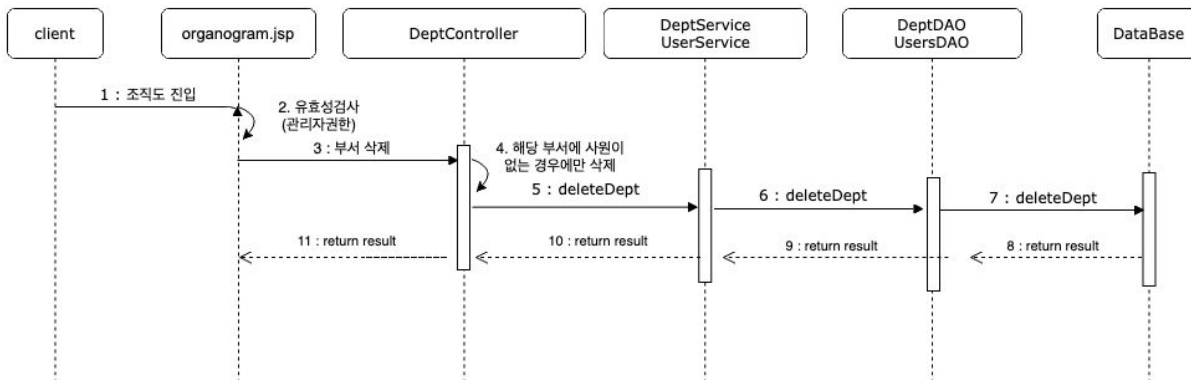 client
organogram.jsp
DeptController
DeptService
UserService
DeptDAO
UsersDAO
DataBase
1 : 조직도 진입
2. 유효성검사
(관리자권한)
3 : 부서 삭제
4. 해당 부서에 사원이
없는 경우에만 삭제
5 : deleteDept
6 : deleteDept
7 : deleteDept
8 : return result
9 : return result
10 : return result
11 : return result